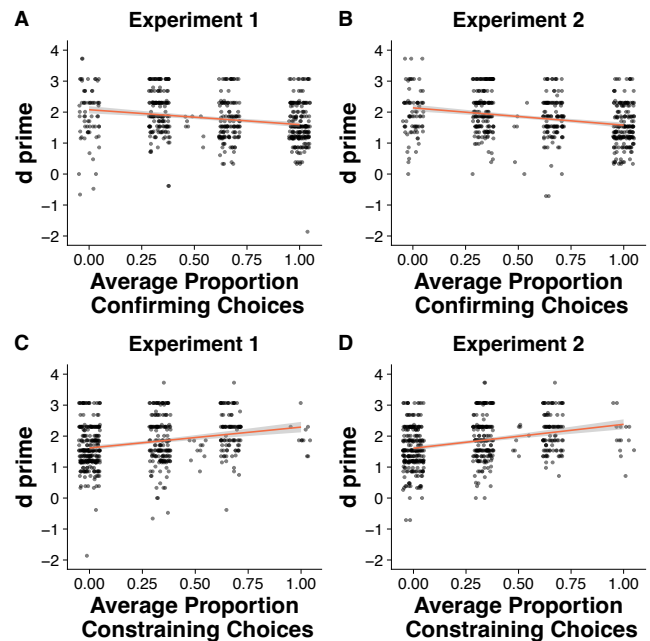 A Experiment 1
4
3
2
1
0
−1
−2
d prime
0.00 0.25 0.50 0.75 1.00
Average Proportion
Confirming Choices
B Experiment 2
4
3
2
1
0
−1
−2
d prime
0.00 0.25 0.50 0.75 1.00
Average Proportion
Confirming Choices
C Experiment 1
4
3
2
1
0
−1
−2
d prime
0.00 0.25 0.50 0.75 1.00
Average Proportion
Constraining Choices
D Experiment 2
4
3
2
1
0
−1
−2
d prime
0.00 0.25 0.50 0.75 1.00
Average Proportion
Constraining Choices